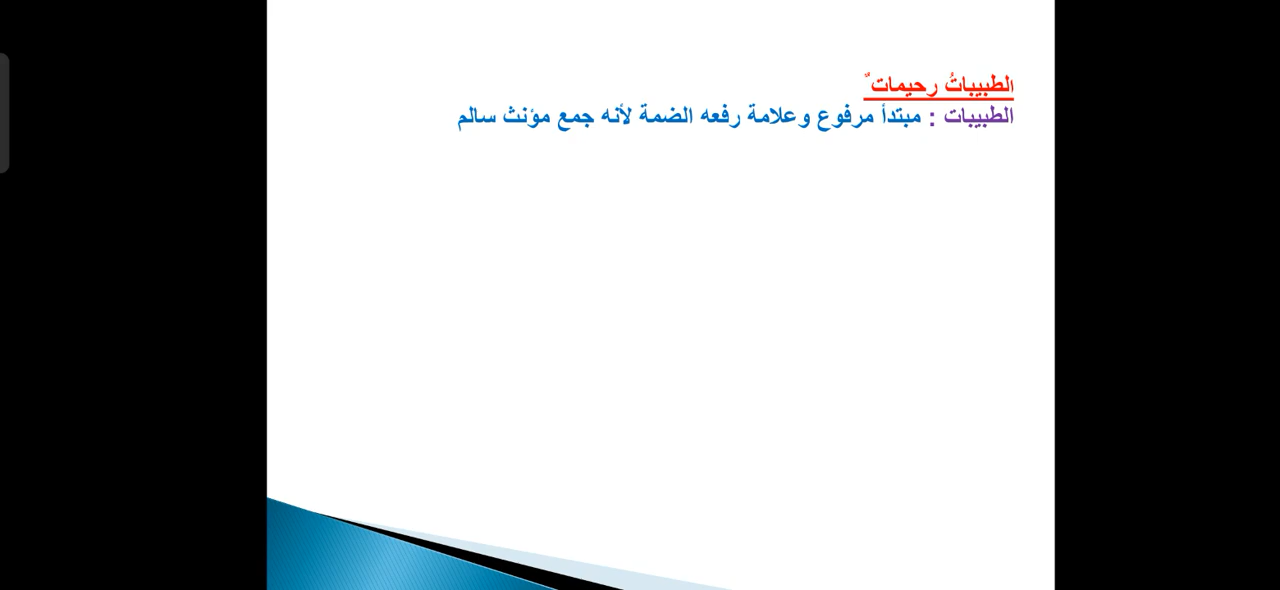 الطبيباتُ رحيمات ٌ
الطبيبات : مبتدأ مرفوع وعلامة رفعه الضمة لأنه جمع مؤنث سالم